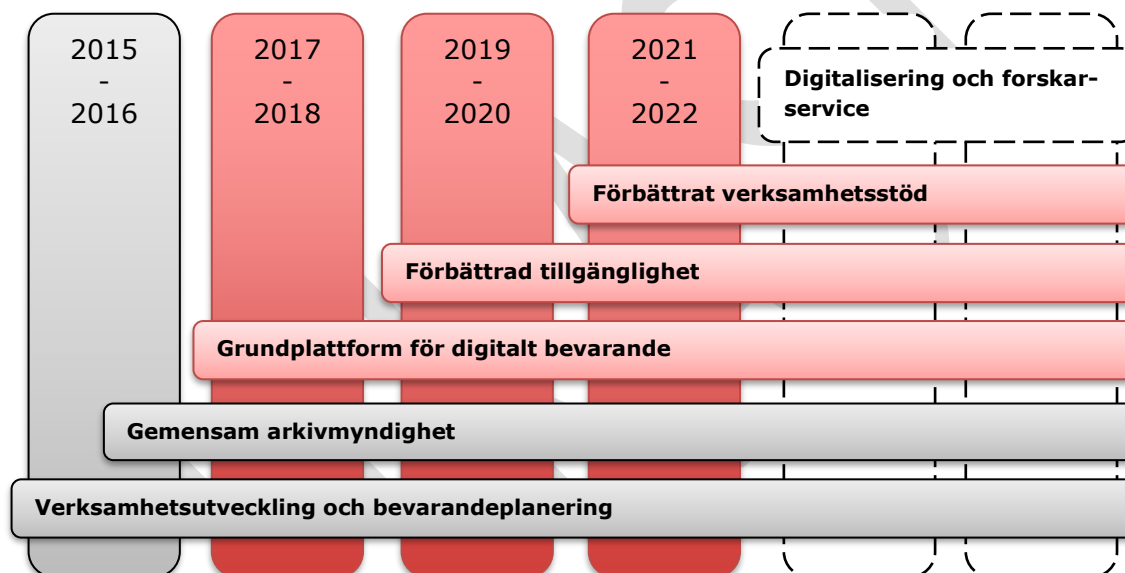 2015
-
2016
2017
-
2018
2019
-
2020
2021
-
2022
Digitalisering och forskar-
service
Förbättrat verksamhetsstöd
Förbättrad tillgänglighet
Grundplattform för digitalt bevarande
Gemensam arkivmyndighet
Verksamhetsutveckling och bevarandeplanering